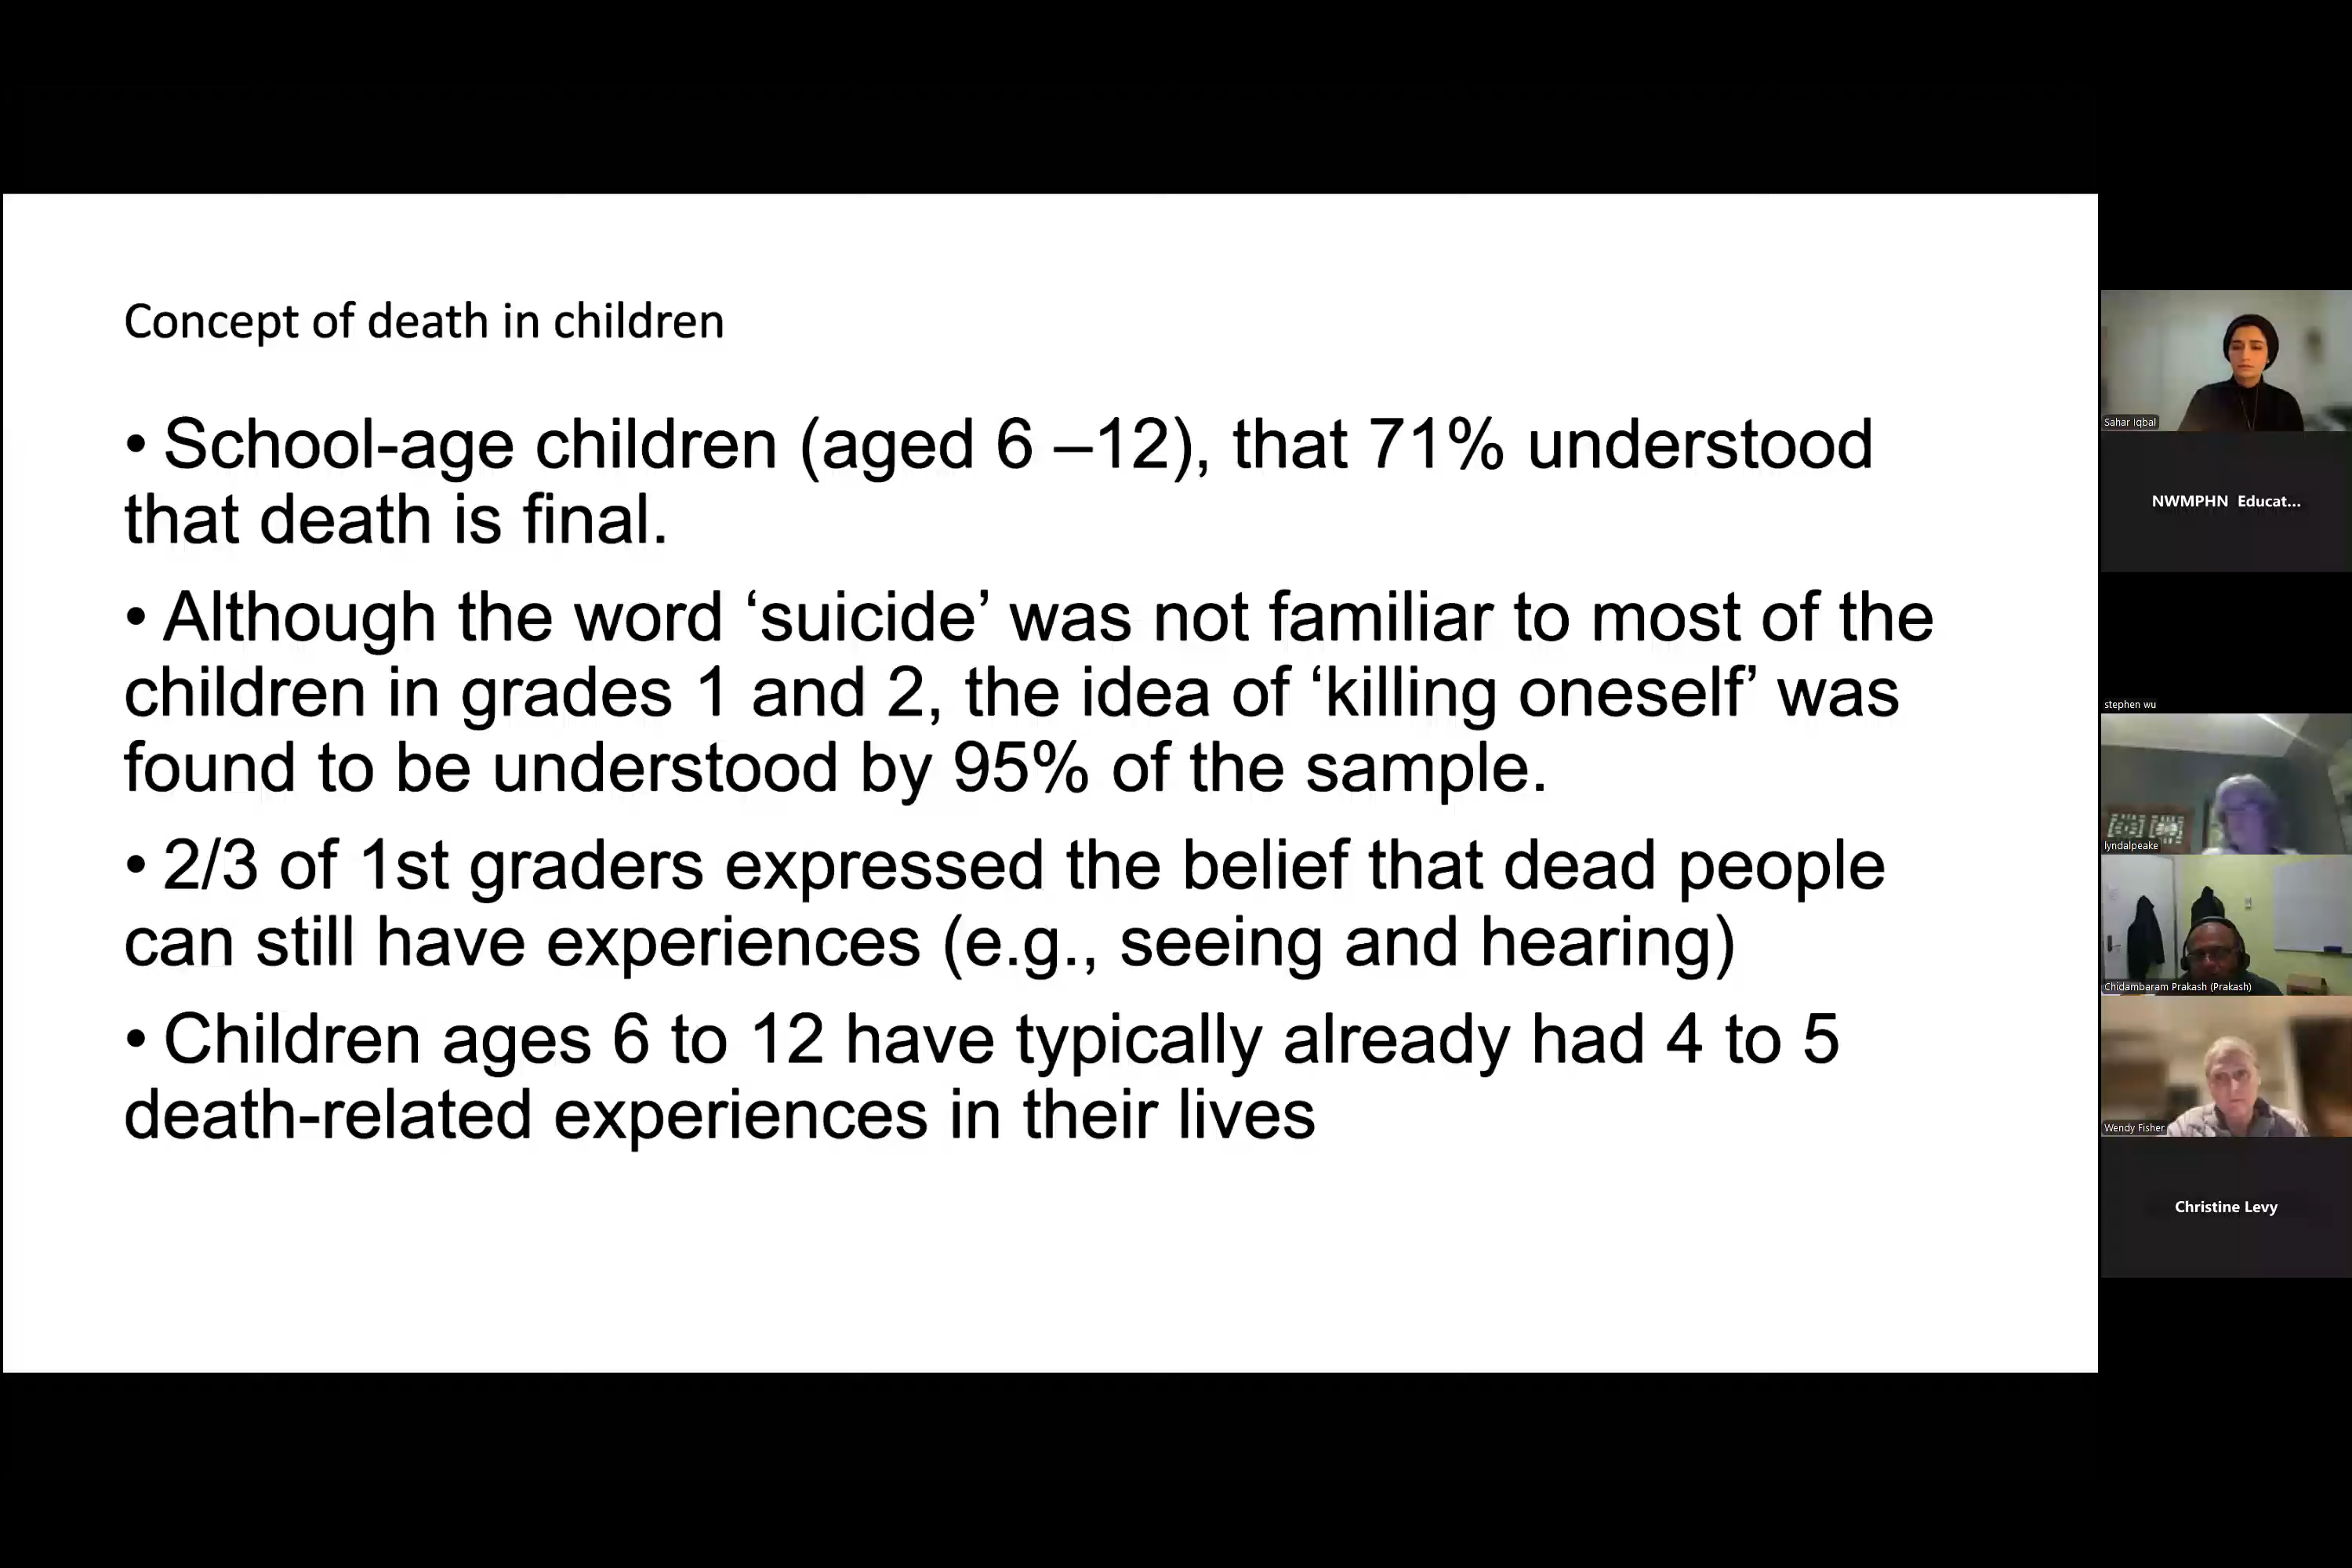 Concept of death in children
• School-age children (aged 6 –12), that 71% understood
that death is final.
• Although the word ‘suicide’ was not familiar to most of the
children in grades 1 and 2, the idea of ‘killing oneself’ was
found to be understood by 95% of the sample.
• 2/3 of 1st graders expressed the belief that dead people
can still have experiences (e.g., seeing and hearing)
• Children ages 6 to 12 have typically already had 4 to 5
death-related experiences in their lives
Sahar Iqbal
NWMPHN Educat...
stephen wu
lyndalpeake
Chidambaram Prakash (Prakash)
Wendy Fisher
Christine Levy